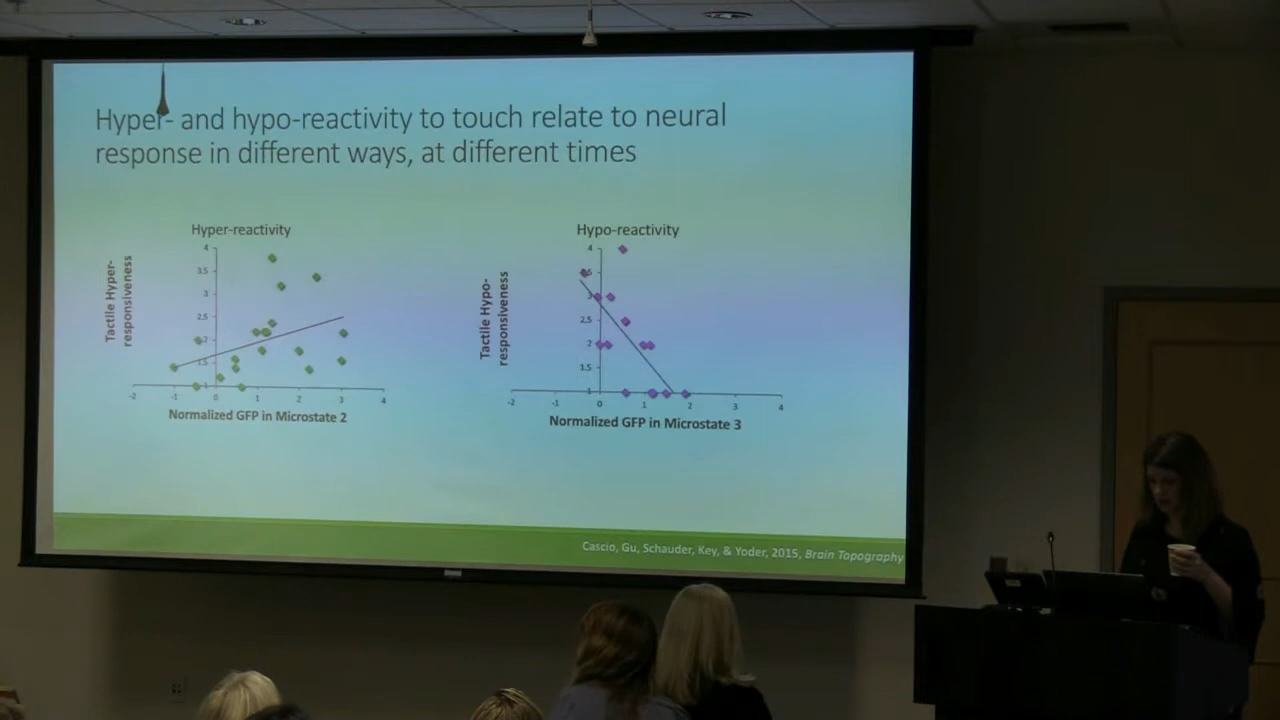 Hyper- and hypo-reactivity to touch relate to neural
response in different ways, at different times
Hyper-reactivity
Tactile Hyper-
responsiveness
4
3.5
3
2.5
2
1.5
1
-2 -1 0 1 2 3 4
Normalized GFP in Microstate 2
Hypo-reactivity
Tactile Hypo-
responsiveness
4
3
2.5
2
1.5
1
-2 -1 0 1 2 3 4
Normalized GFP in Microstate 3
Cascio, Gu, Schauder, Key, & Yoder, 2015, Brain Topography